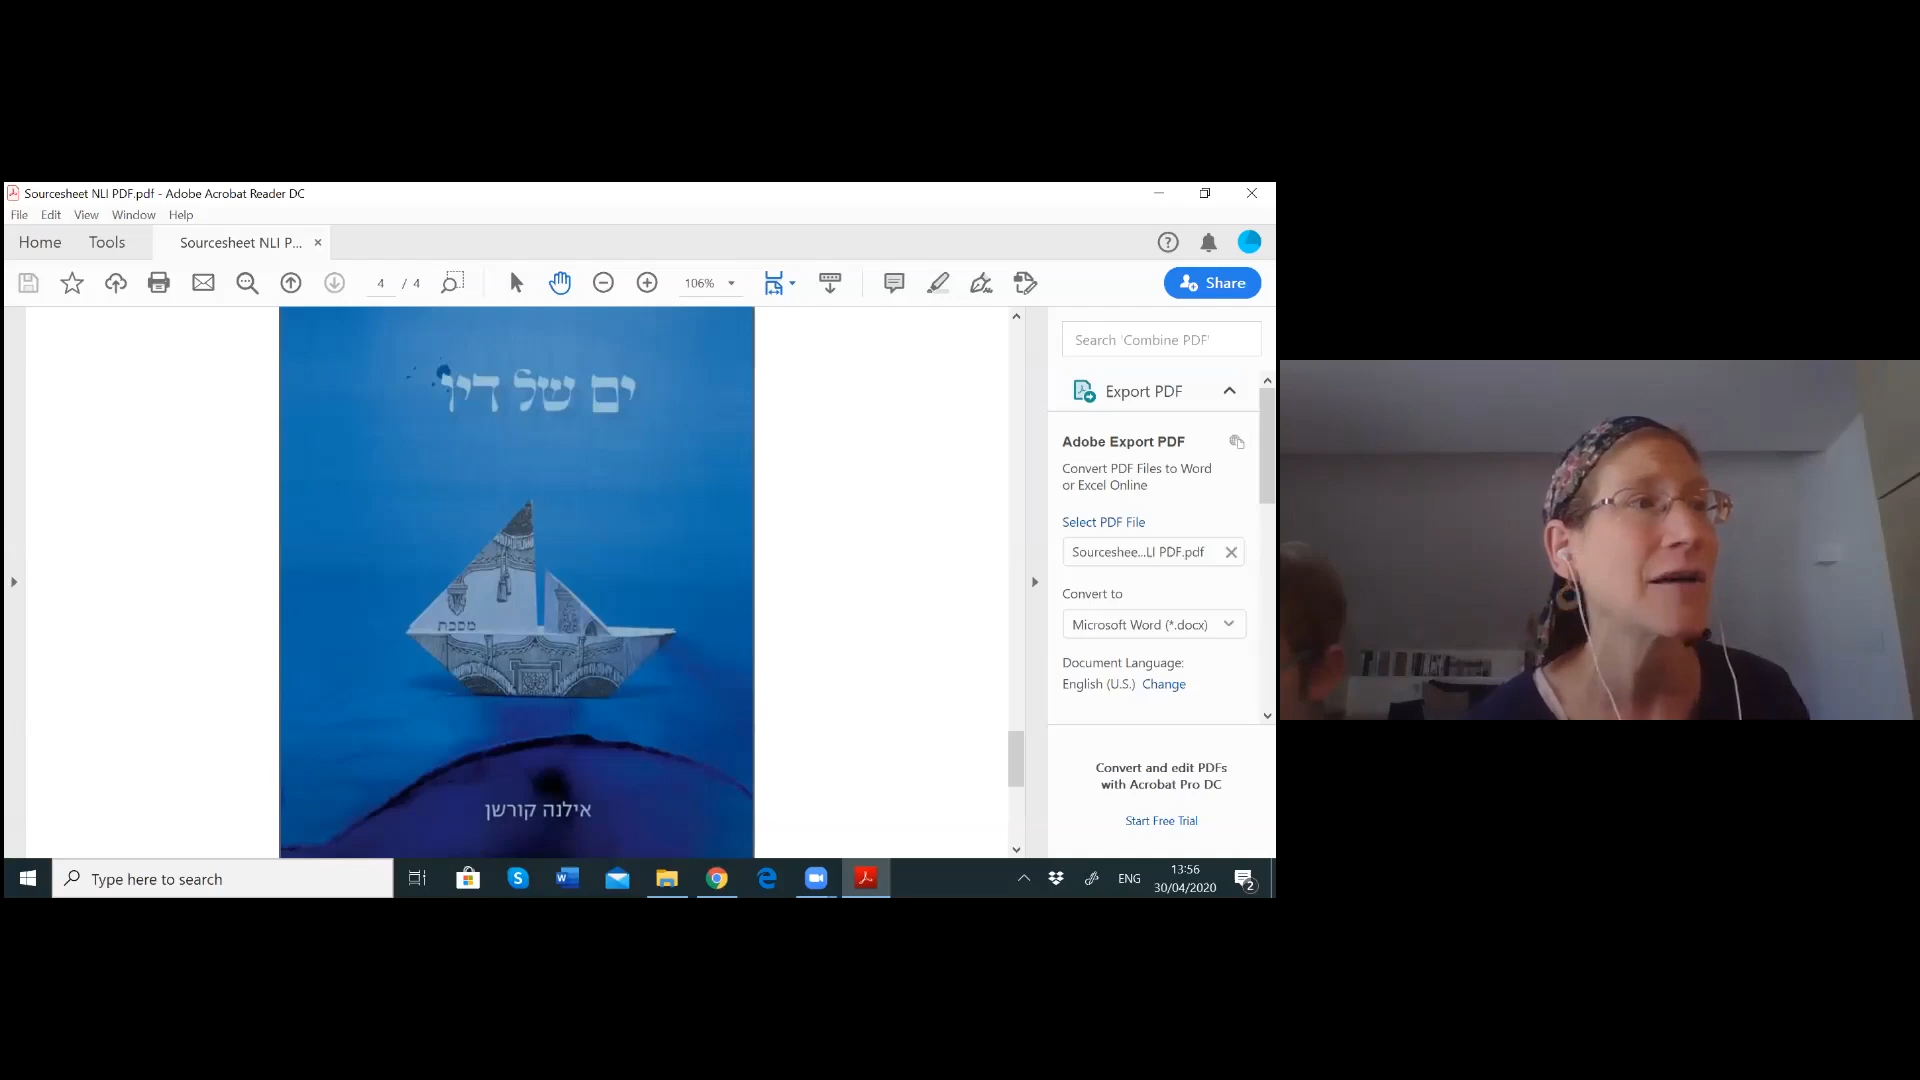 Sourcesheet NLI PDF.pdf - Adobe Acrobat Reader DC
File Edit View Window Help
Home Tools Sourcesheet NLI P... ×
4 / 4 106% Share
ים של דיו
מסכת
אילנה קורשן
Search 'Combine PDF'
Export PDF
Adobe Export PDF
Convert PDF Files to Word
or Excel Online
Select PDF File
Sourceshee...LI PDF.pdf
Convert to
Microsoft Word (*.docx)
Document Language:
English (U.S.) Change
Convert and edit PDFs
with Acrobat Pro DC
Start Free Trial
Type here to search
ENG
13:56
30/04/2020
2